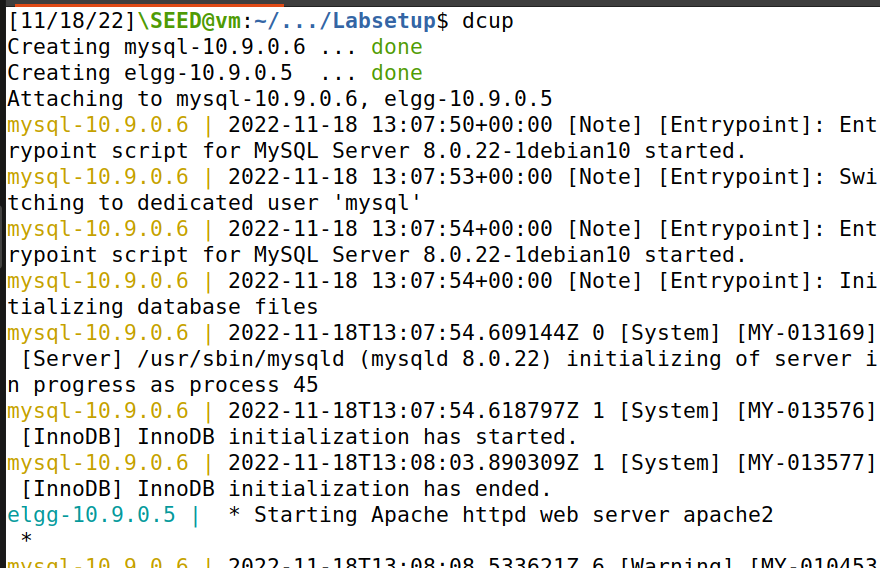 [11/18/22]\SEED@vm:~/.../Labsetup$ dcup
Creating mysql-10.9.0.6 ... done
Creating elgg-10.9.0.5  ... done
Attaching to mysql-10.9.0.6, elgg-10.9.0.5
mysql-10.9.0.6 | 2022-11-18 13:07:50+00:00 [Note] [Entrypoint]: Ent
rypoint script for MySQL Server 8.0.22-1debian10 started.
mysql-10.9.0.6 | 2022-11-18 13:07:53+00:00 [Note] [Entrypoint]: Swi
tching to dedicated user 'mysql'
mysql-10.9.0.6 | 2022-11-18 13:07:54+00:00 [Note] [Entrypoint]: Ent
rypoint script for MySQL Server 8.0.22-1debian10 started.
mysql-10.9.0.6 | 2022-11-18 13:07:54+00:00 [Note] [Entrypoint]: Ini
tializing database files
mysql-10.9.0.6 | 2022-11-18T13:07:54.609144Z 0 [System] [MY-013169]
 [Server] /usr/sbin/mysqld (mysqld 8.0.22) initializing of server i
n progress as process 45
mysql-10.9.0.6 | 2022-11-18T13:07:54.618797Z 1 [System] [MY-013576]
 [InnoDB] InnoDB initialization has started.
mysql-10.9.0.6 | 2022-11-18T13:08:03.890309Z 1 [System] [MY-013577]
 [InnoDB] InnoDB initialization has ended.
elgg-10.9.0.5 |  * Starting Apache httpd web server apache2
 *
mysql-10.9.0.6 | 2022-11-18T13:08:08.533621Z 6 [Warning] [MY-010453